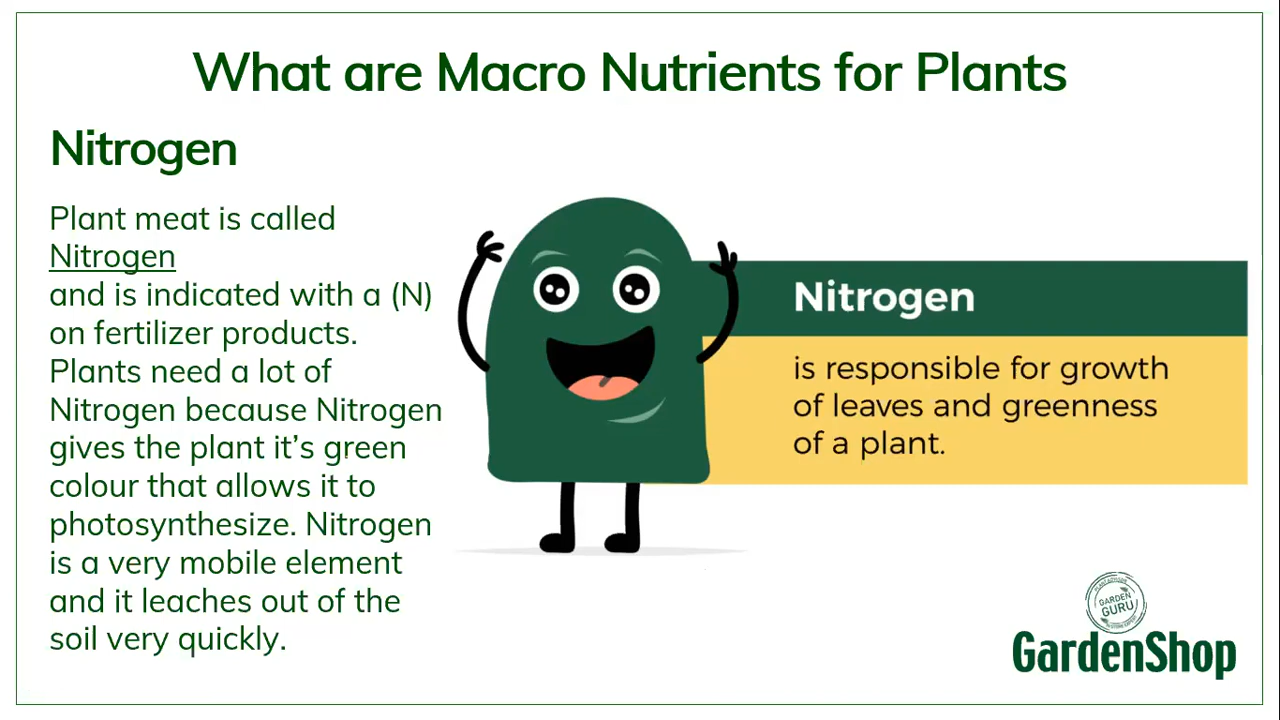 What are Macro Nutrients for Plants
Nitrogen
Plant meat is called
Nitrogen
and is indicated with a (N)
on fertilizer products.
Plants need a lot of
Nitrogen because Nitrogen
gives the plant it’s green
colour that allows it to
photosynthesize. Nitrogen
is a very mobile element
and it leaches out of the
soil very quickly.
Nitrogen
is responsible for growth
of leaves and greenness
of a plant.
GARDEN
GURU
GardenShop